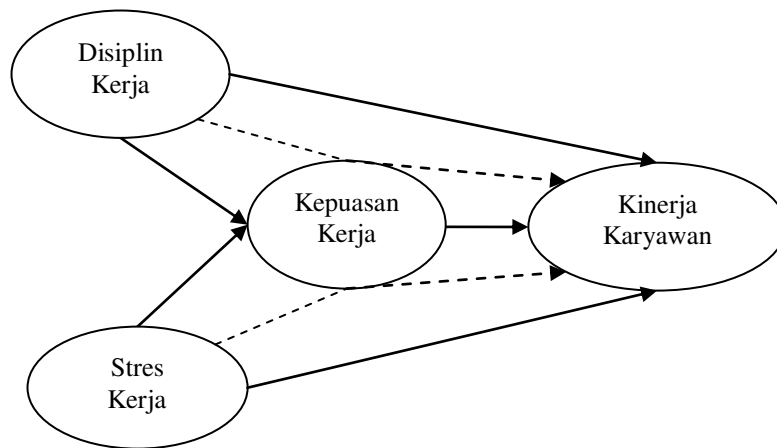 Disiplin
Kerja
Kepuasan
Kerja
Kinerja
Karyawan
Stres
Kerja